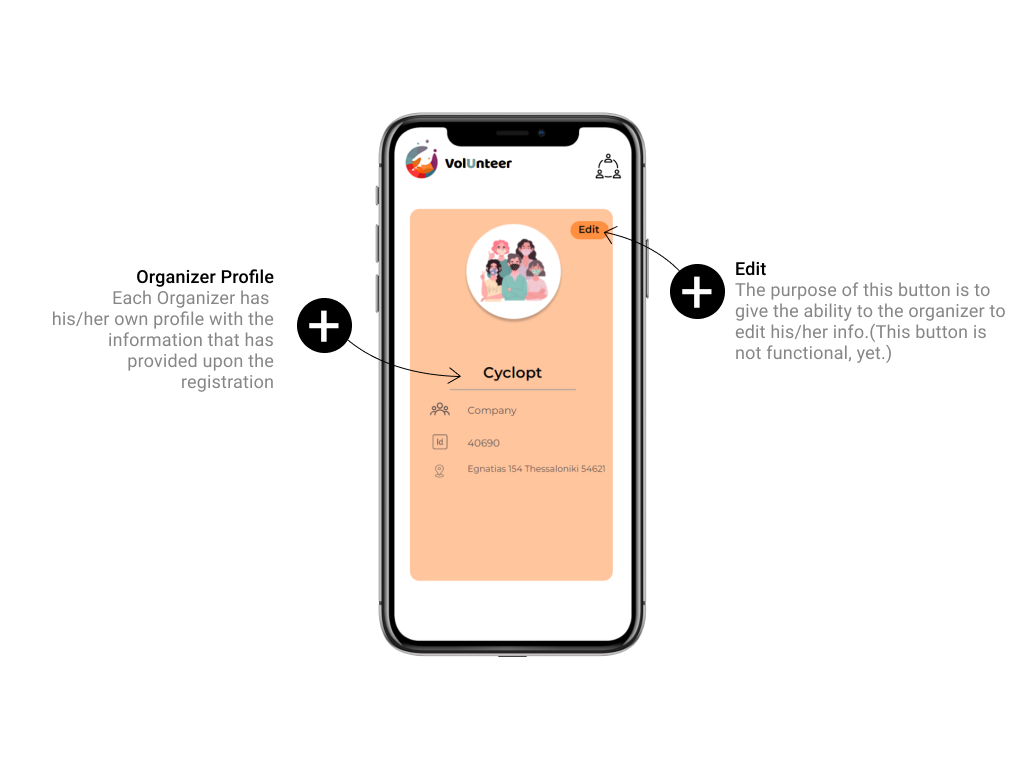 VolUnteer
Edit
Organizer Profile
Each Organizer has
his/her own profile with the
information that has
provided upon the
registration
Edit
The purpose of this button is to
give the ability to the organizer to
edit his/her info.(This button is
not functional, yet.)
Cyclopt
Company
Id
40690
Egnatias 154 Thessaloniki 54621